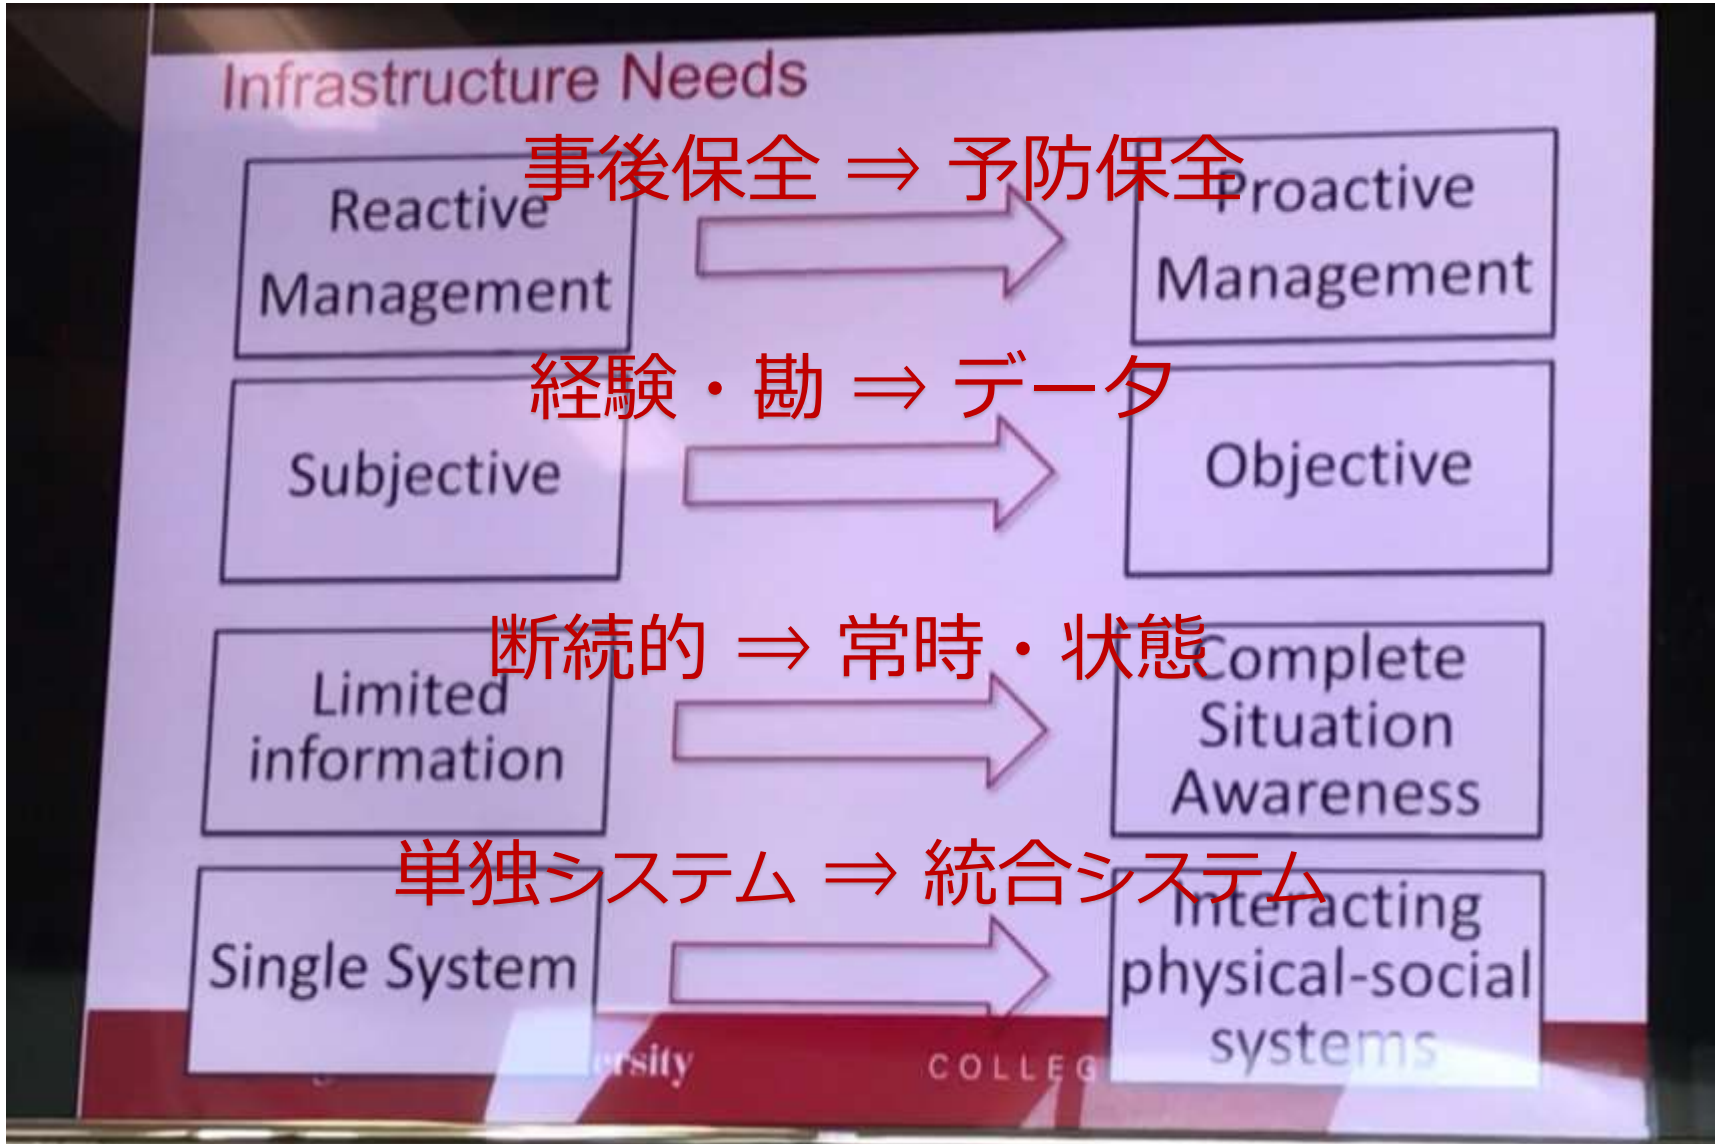 Infrastructure Needs
事後保全 ⇒ 予防保全
Reactive
Management
Proactive
Management
経験・勘 ⇒ データ
Subjective
Objective
断続的 ⇒ 常時・状態
Limited
information
Complete
Situation
Awareness
単独システム ⇒ 統合システム
Single System
Interacting
physical-social
systems